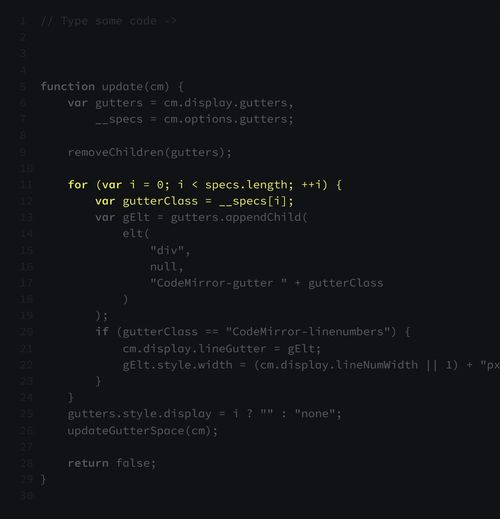 1 // Type some code ->
2
3
4
5 function update(cm) {
6 var gutters = cm.display.gutters,
7 __specs = cm.options.gutters;
8
9 removeChildren(gutters);
10
11 for (var i = 0; i < specs.length; ++i) {
12 var gutterClass = __specs[i];
13 var gElt = gutters.appendChild(
14 elt(
15 "div",
16 null,
17 "CodeMirror-gutter " + gutterClass
18 )
19 );
20 if (gutterClass == "CodeMirror-linenumbers") {
21 cm.display.lineGutter = gElt;
22 gElt.style.width = (cm.display.lineNumWidth || 1) + "px
23 }
24 }
25 gutters.style.display = i ? "" : "none";
26 updateGutterSpace(cm);
27
28 return false;
29 }
30